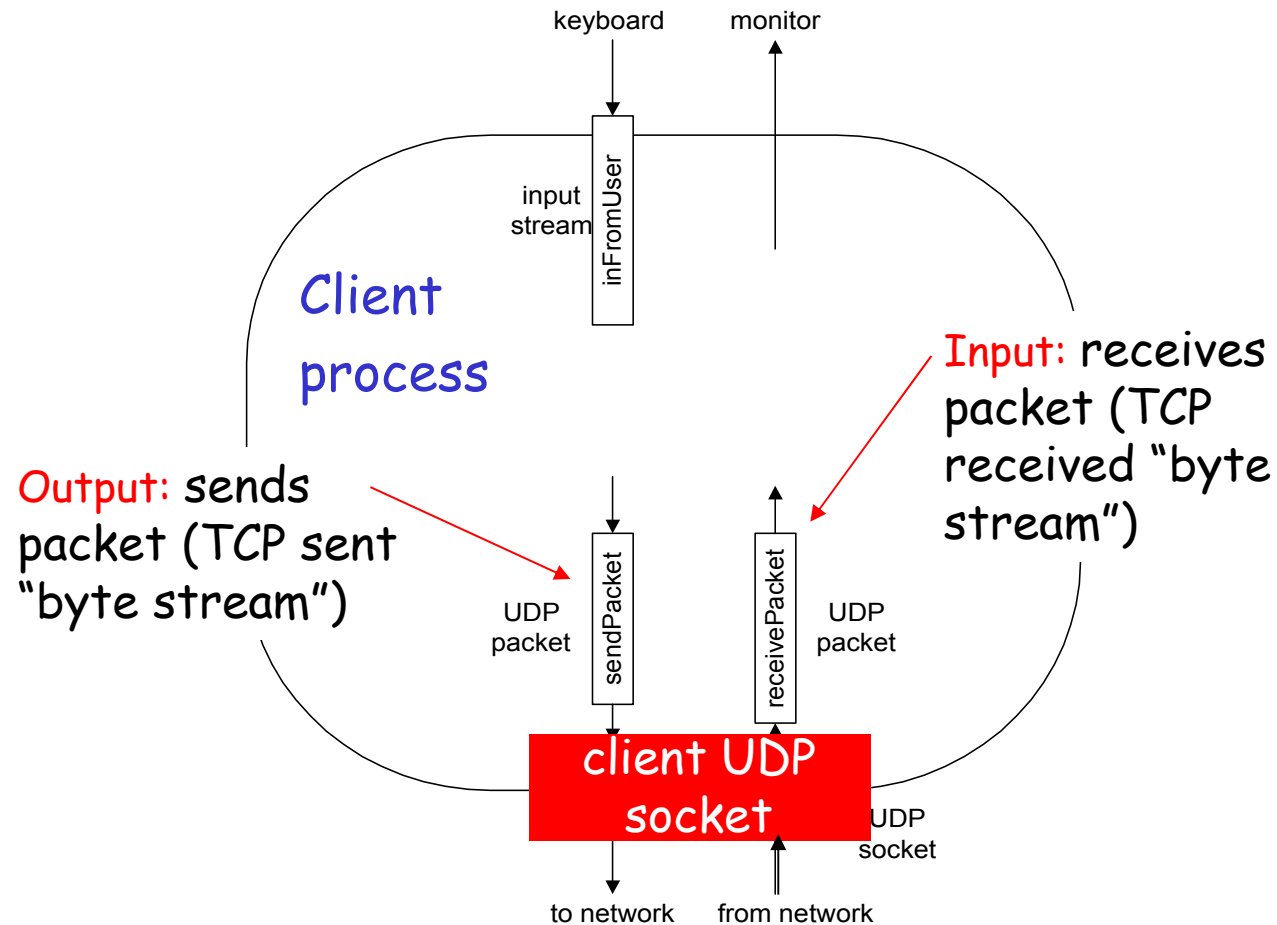 keyboard
monitor
input
stream
inFromUser
Client
process
Input: receives
packet (TCP
received “byte
stream”)
Output: sends
packet (TCP sent
“byte stream”)
UDP
packet
sendPacket
receivePacket
UDP
packet
client UDP
socket
UDP
socket
to network
from network